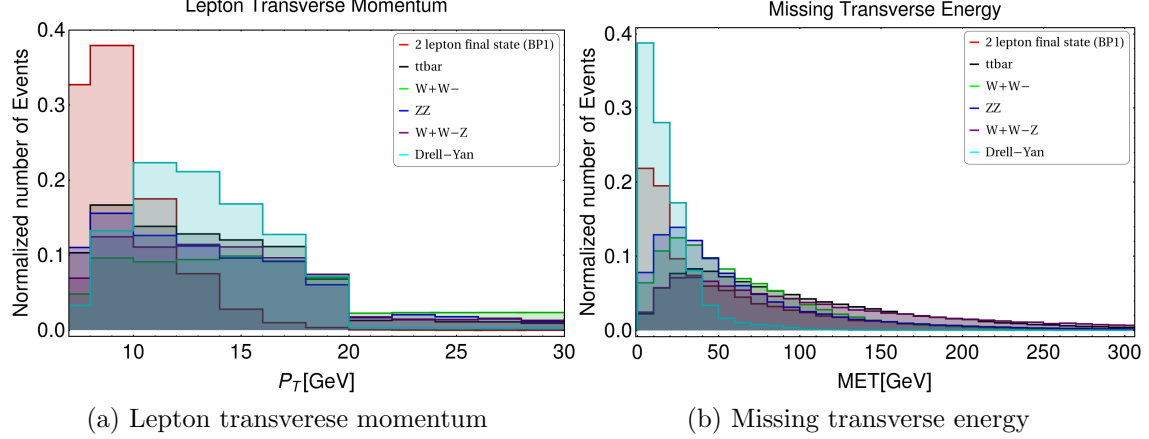 Lepton Transverse Momentum
0.4
0.3
0.2
0.1
0.0
Normalized number of Events
2 lepton final state (BP1)
ttbar
W+W−
ZZ
W+W−Z
Drell−Yan
10
15
20
25
30
P_T[GeV]
(a) Lepton transverese momentum
Missing Transverse Energy
0.4
0.3
0.2
0.1
0.0
Normalized number of Events
2 lepton final state (BP1)
ttbar
W+W−
ZZ
W+W−Z
Drell−Yan
0
50
100
150
200
250
300
MET[GeV]
(b) Missing transverse energy